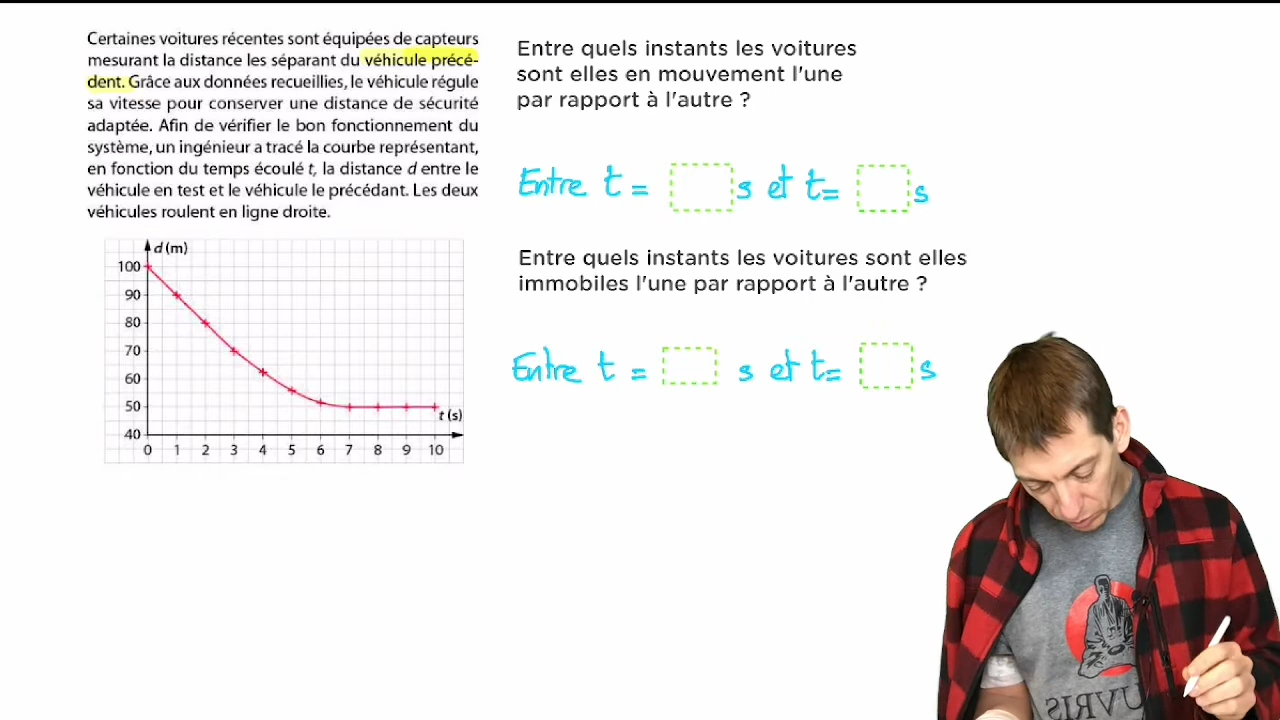 Certaines voitures récentes sont équipées de capteurs
mesurant la distance les séparant du véhicule précé-
dent. Grâce aux données recueillies, le véhicule régule
sa vitesse pour conserver une distance de sécurité
adaptée. Afin de vérifier le bon fonctionnement du
système, un ingénieur a tracé la courbe représentant,
en fonction du temps écoulé t, la distance d entre le
véhicule en test et le véhicule le précédant. Les deux
véhicules roulent en ligne droite.
d (m)
100
90
80
70
60
50
40
t (s)
0 1 2 3 4 5 6 7 8 9 10
Entre quels instants les voitures
sont elles en mouvement l'une
par rapport à l'autre ?
Entre t = s et t= s
Entre quels instants les voitures sont elles
immobiles l'une par rapport à l'autre ?
Entre t = s et t= s